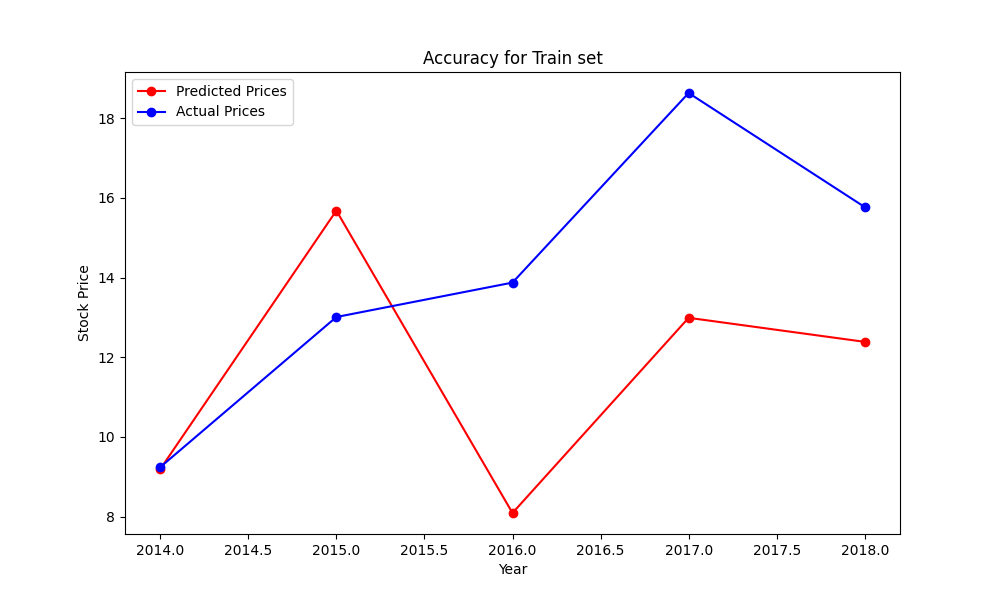 Accuracy for Train set
Predicted Prices
Actual Prices
Stock Price
18
16
14
12
10
8
2014.0 2014.5 2015.0 2015.5 2016.0 2016.5 2017.0 2017.5 2018.0
Year